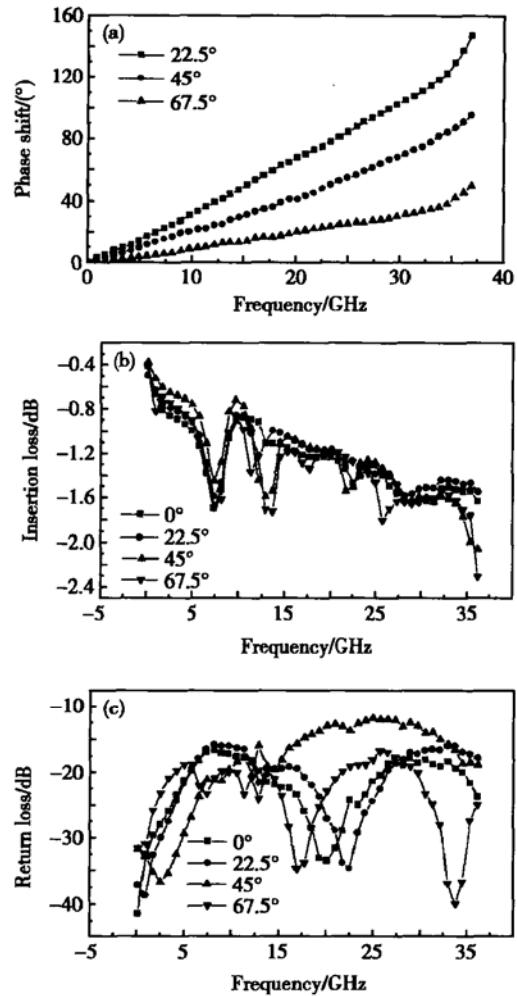 (a)
22.5°
45°
67.5°
Phase shift/(°)
160
120
80
40
0
0 10 20 30 40
Frequency/GHz
(b)
Insertion loss/dB
-0.4
-0.8
-1.2
-1.6
-2.0
-2.4
0°
22.5°
45°
67.5°
-5 5 15 25 35
Frequency/GHz
(c)
Return loss/dB
-10
-20
-30
-40
0°
22.5°
45°
67.5°
-5 5 15 25 35
Frequency/GHz